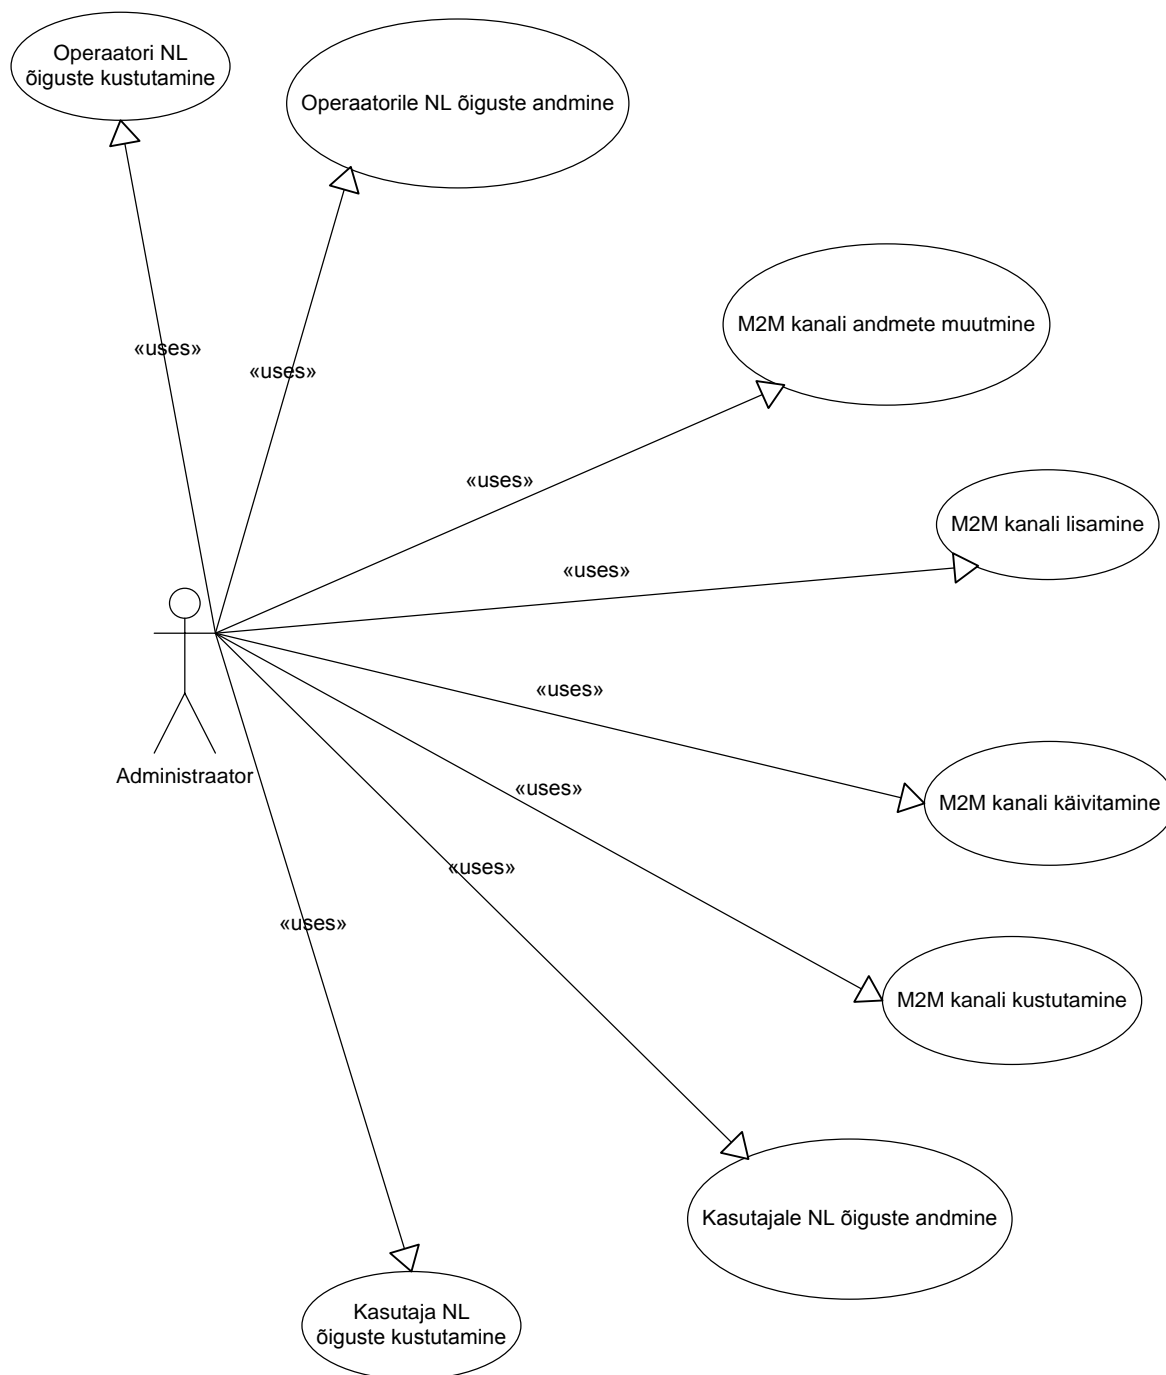 Operaatori NL
õiguste kustutamine
Operaatorile NL õiguste andmine
M2M kanali andmete muutmine
«uses»
«uses»
«uses»
M2M kanali lisamine
«uses»
«uses»
Administraator
«uses»
M2M kanali käivitamine
«uses»
«uses»
M2M kanali kustutamine
Kasutajale NL õiguste andmine
Kasutaja NL
õiguste kustutamine